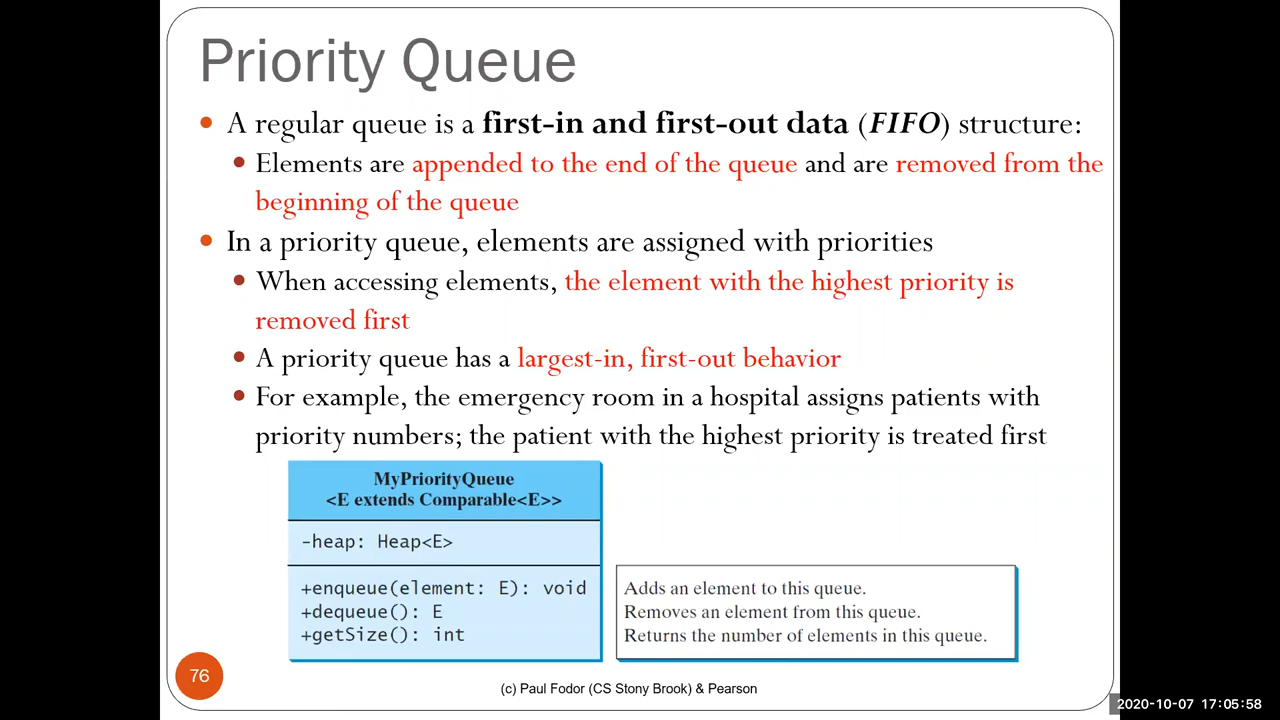 Priority Queue
• A regular queue is a first-in and first-out data (FIFO) structure:
• Elements are appended to the end of the queue and are removed from the
beginning of the queue
• In a priority queue, elements are assigned with priorities
• When accessing elements, the element with the highest priority is
removed first
• A priority queue has a largest-in, first-out behavior
• For example, the emergency room in a hospital assigns patients with
priority numbers; the patient with the highest priority is treated first
MyPriorityQueue
<E extends Comparable<E>>
-heap: Heap<E>
+enqueue(element: E): void
+dequeue(): E
+getSize(): int
Adds an element to this queue.
Removes an element from this queue.
Returns the number of elements in this queue.
76
(c) Paul Fodor (CS Stony Brook) & Pearson
2020-10-07 17:05:58